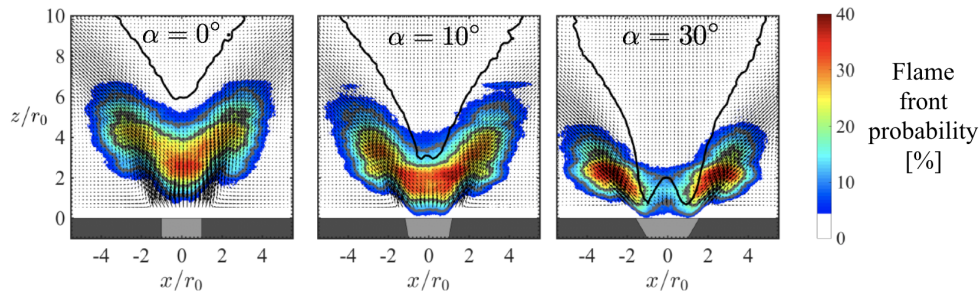 α = 0°
α = 10°
α = 30°
z/r₀
10
8
6
4
2
0
-4 -2 0 2 4
-4 -2 0 2 4
-4 -2 0 2 4
x/r₀
x/r₀
x/r₀
40
30
20
10
0
Flame
front
probability
[%]